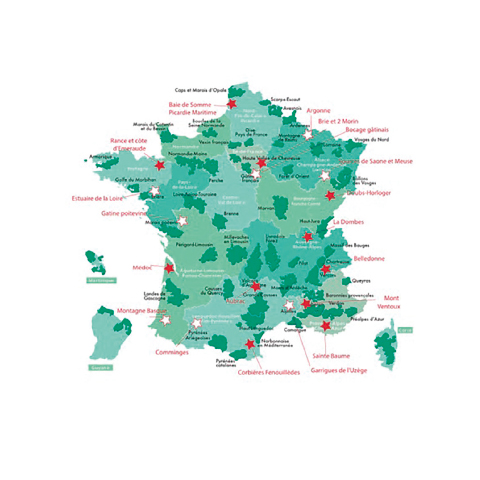 Caps et Marais d'Opale
Scarpe-Escaut
Baie de Somme
Picardie Maritime
Avesnois
Argonne
Brie et 2 Morin
Ardennes
Bocage gâtinais
Marais du Cotentin
et du Bessin
Boucles de la
Seine-Normande
Oise
Pays de France
Montagne
de Reims
Lorraine
Vosges du Nord
Rance et côte
d'Émeraude
Normandie
Vexin français
Armorique
Normandie-Maine
Haute Vallée de Chevreuse
Sources de Saone et Meuse
Golfe du Morbihan
Perche
Gâtinais
français
Forêt d'Orient
Ballons
des Vosges
Loire-Anjou-Touraine
Doubs-Horloger
Estuaire de la Loire
Brière
Gatine poitevine
Brenne
Marais poitevin
Haut-Jura
La Dombes
Millevaches
en Limousin
Livradois-
Forez
Massif des Bauges
Périgord-Limousin
Chartreuse
Belledonne
Medoc
Pilat
Queyras
Martinique
Landes de
Gascogne
Causses
du Quercy
Aubrac
Grands Causses
Monts d'Ardèche
Baronnies provençales
Mont
Ventoux
Luberon
Verdon
Montagne Basque
Alpilles
Préalpes d'Azur
Camargue
Corse
Haut-Languedoc
Pyrénées
Ariégeoises
Narbonnaise
en Méditerranée
Comminges
Sainte Baume
Pyrénées
catalanes
Garrigues de l'Uzège
Corbières Fenouillèdes
Guyane